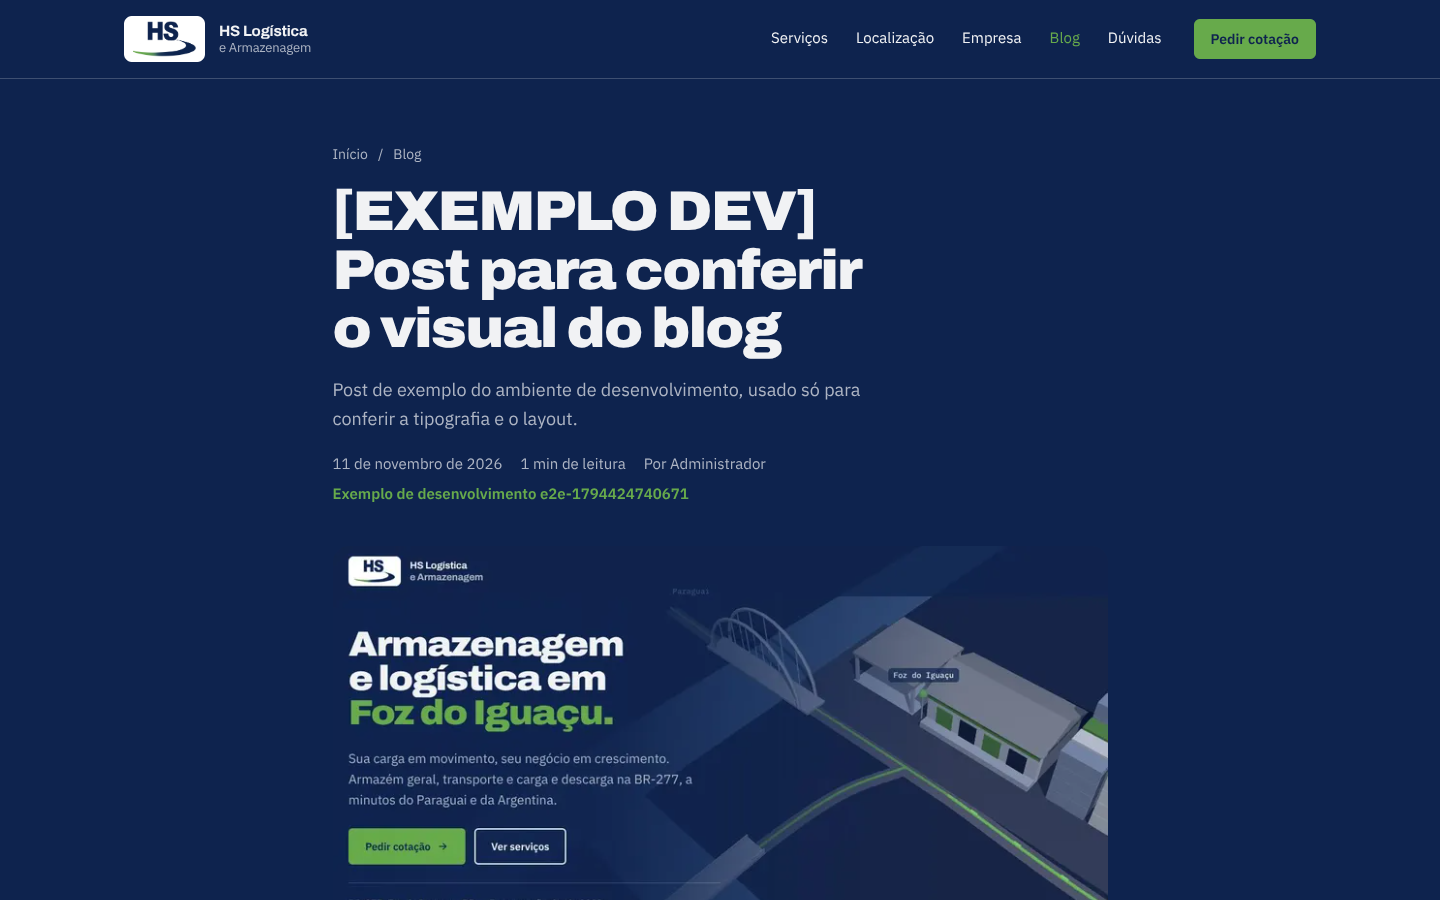 HS
HS Logística
e Armazenagem
Serviços
Localização
Empresa
Blog
Dúvidas
Pedir cotação
Início / Blog
[EXEMPLO DEV]
Post para conferir
o visual do blog
Post de exemplo do ambiente de desenvolvimento, usado só para
conferir a tipografia e o layout.
11 de novembro de 2026 1 min de leitura Por Administrador
Exemplo de desenvolvimento e2e-1794424740671
HS
HS Logística
e Armazenagem
Paraguai
Armazenagem
e logística em
Foz do Iguaçu.
Foz do Iguaçu
Sua carga em movimento, seu negócio em crescimento.
Armazém geral, transporte e carga e descarga na BR-277, a
minutos do Paraguai e da Argentina.
Pedir cotação →
Ver serviços